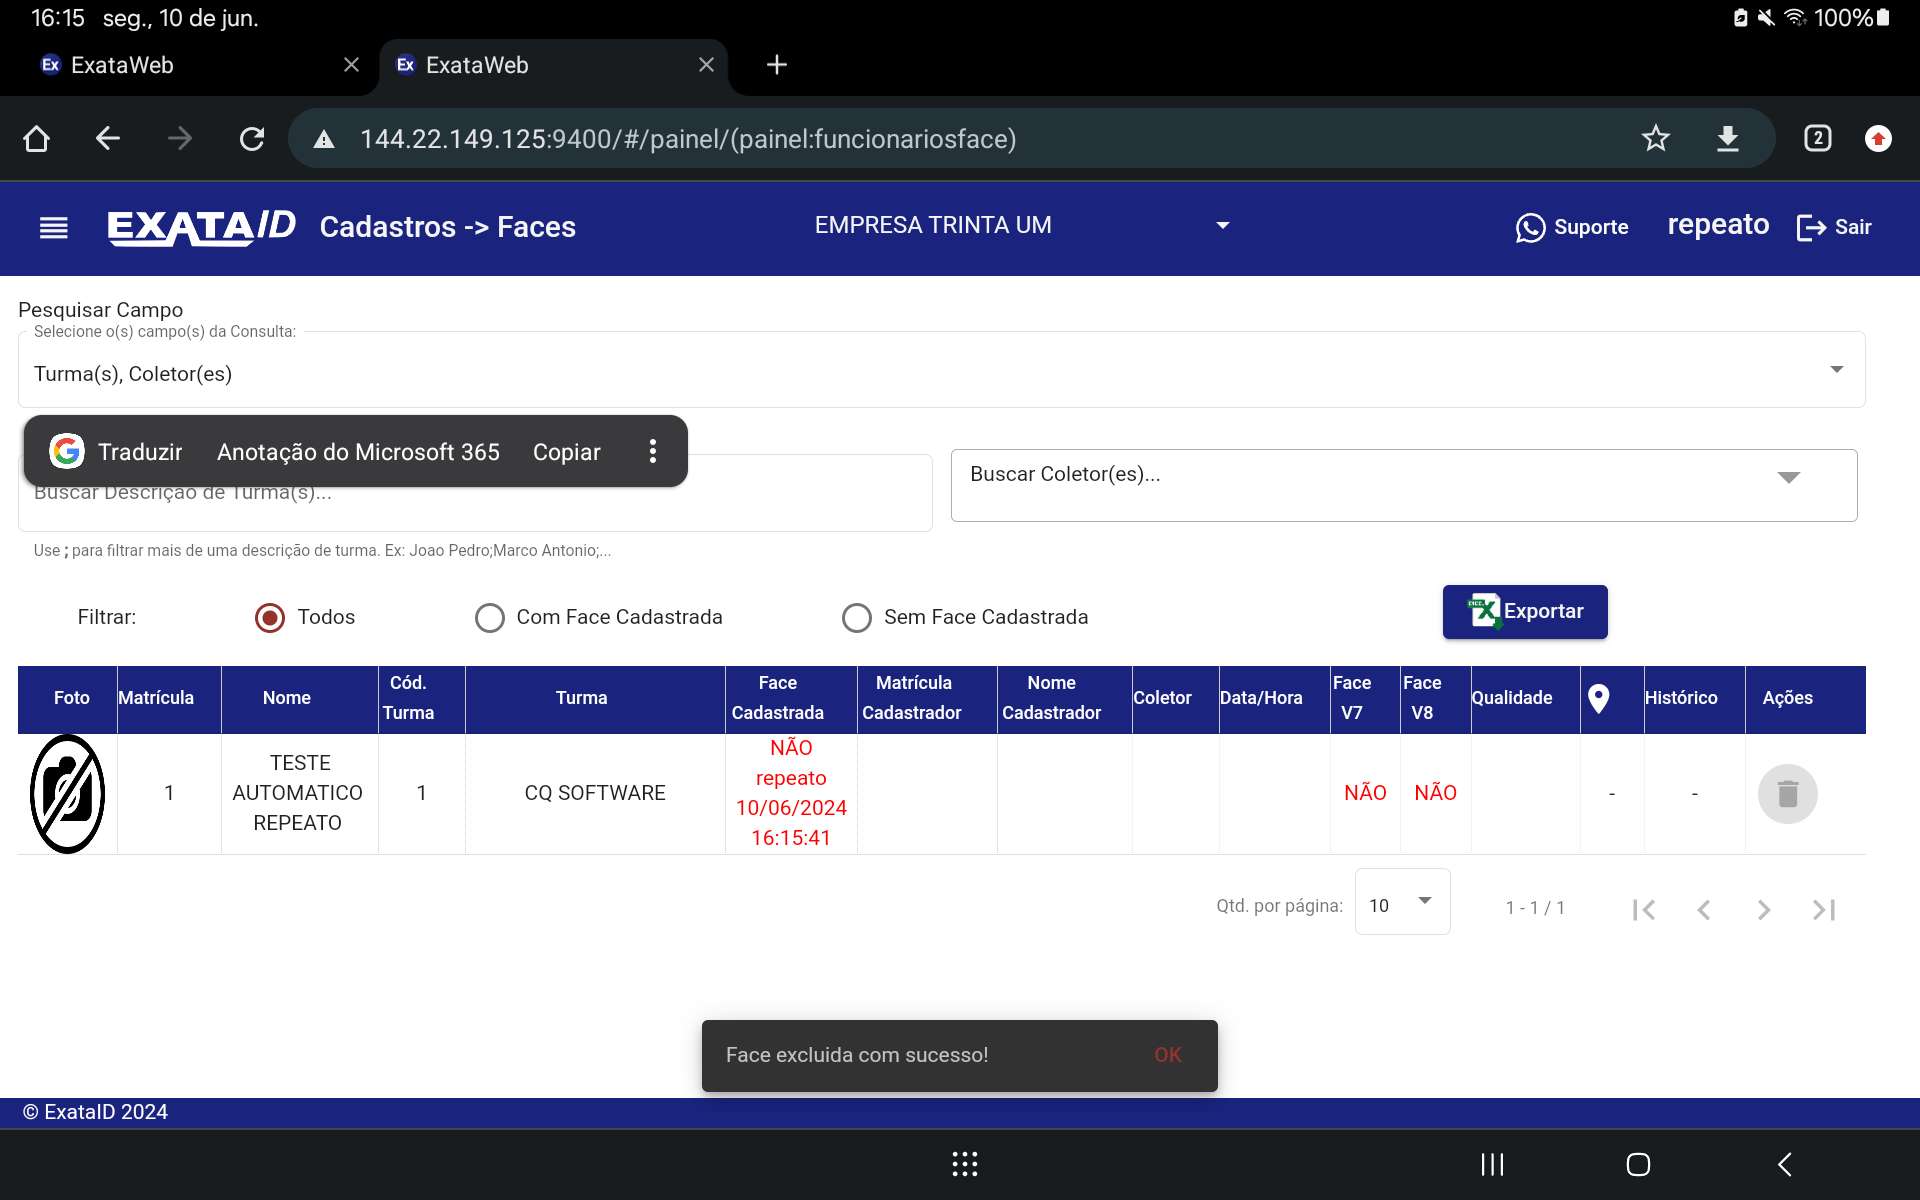 16:15 seg., 10 de jun.
100%
Ex ExataWeb
Ex ExataWeb
144.22.149.125:9400/#/painel/(painel:funcionariosface)
2
EXATAID Cadastros -> Faces
EMPRESA TRINTA UM
Suporte
repeato
Sair
Pesquisar Campo
Selecione o(s) campo(s) da Consulta:
Turma(s), Coletor(es)
Traduzir Anotação do Microsoft 365 Copiar
Buscar Descrição de Turma(s)...
Buscar Coletor(es)...
Use ; para filtrar mais de uma descrição de turma. Ex: Joao Pedro;Marco Antonio;...
Filtrar: Todos Com Face Cadastrada Sem Face Cadastrada
Exportar
Foto
Matrícula
Nome
Cód.
Turma
Turma
Face
Cadastrada
Matrícula
Cadastrador
Nome
Cadastrador
Coletor
Data/Hora
Face
V7
Face
V8
Qualidade
Histórico
Ações
1
TESTE
AUTOMATICO
REPEATO
1
CQ SOFTWARE
NÃO
repeato
10/06/2024
16:15:41
NÃO
NÃO
-
-
Qtd. por página: 10 1 - 1 / 1
Face excluida com sucesso! OK
© ExataID 2024